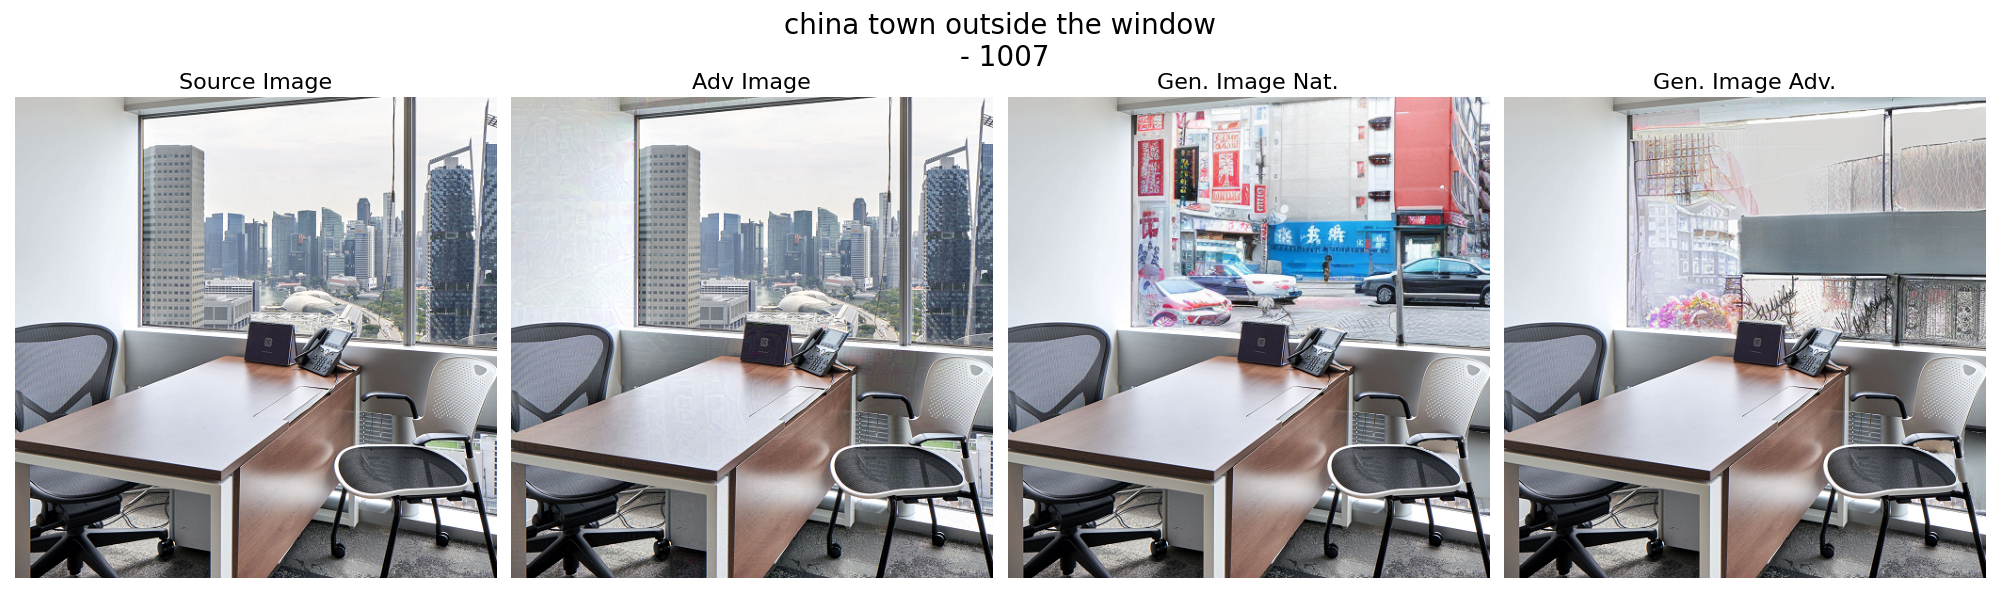 china town outside the window
- 1007
Source Image
Adv Image
Gen. Image Nat.
Gen. Image Adv.